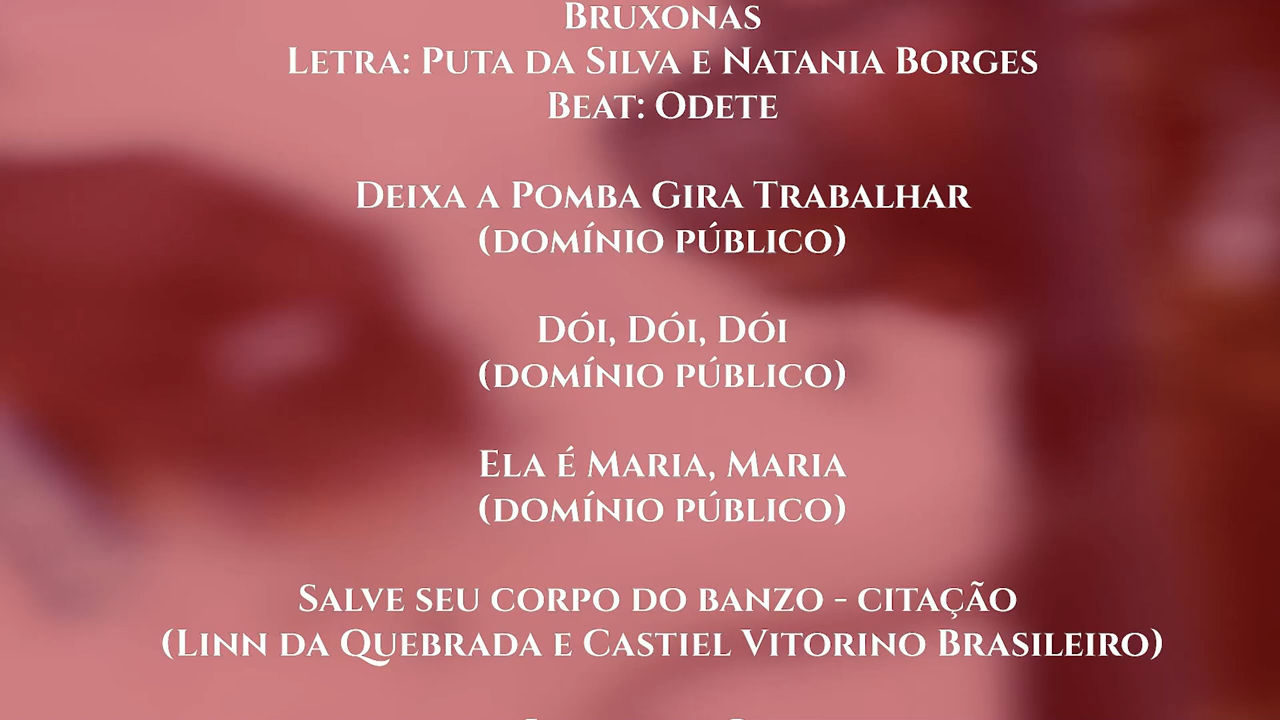 Bruxonas
Letra: Puta da Silva e Natania Borges
Beat: Odete
Deixa a Pomba Gira Trabalhar
(domínio público)
Dói, Dói, Dói
(domínio público)
Ela é Maria, Maria
(domínio público)
Salve seu corpo do banzo - citação
(Linn da Quebrada e Castiel Vitorino Brasileiro)